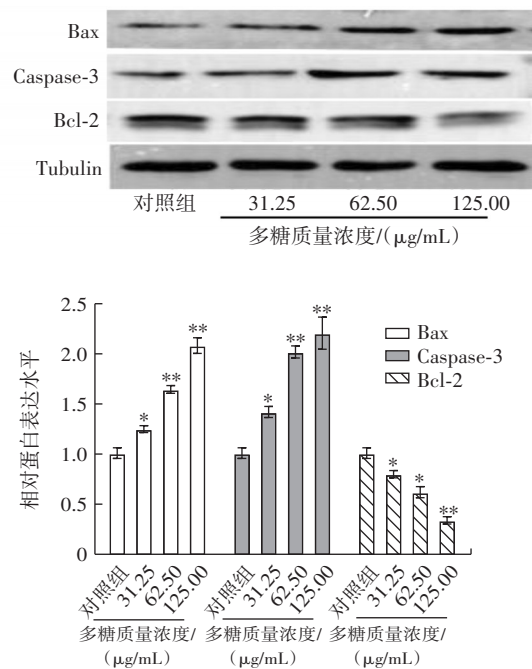 Bax
Caspase-3
Bcl-2
Tubulin
对照组 31.25 62.50 125.00
多糖质量浓度/(μg/mL)
相对蛋白表达水平
2.5
2.0
1.5
1.0
0.5
0
* ** ** * ** ** * * **
Bax
Caspase-3
Bcl-2
对照组 31.25 62.50 125.00 对照组 31.25 62.50 125.00 对照组 31.25 62.50 125.00
多糖质量浓度/ 多糖质量浓度/ 多糖质量浓度/
(μg/mL) (μg/mL) (μg/mL)